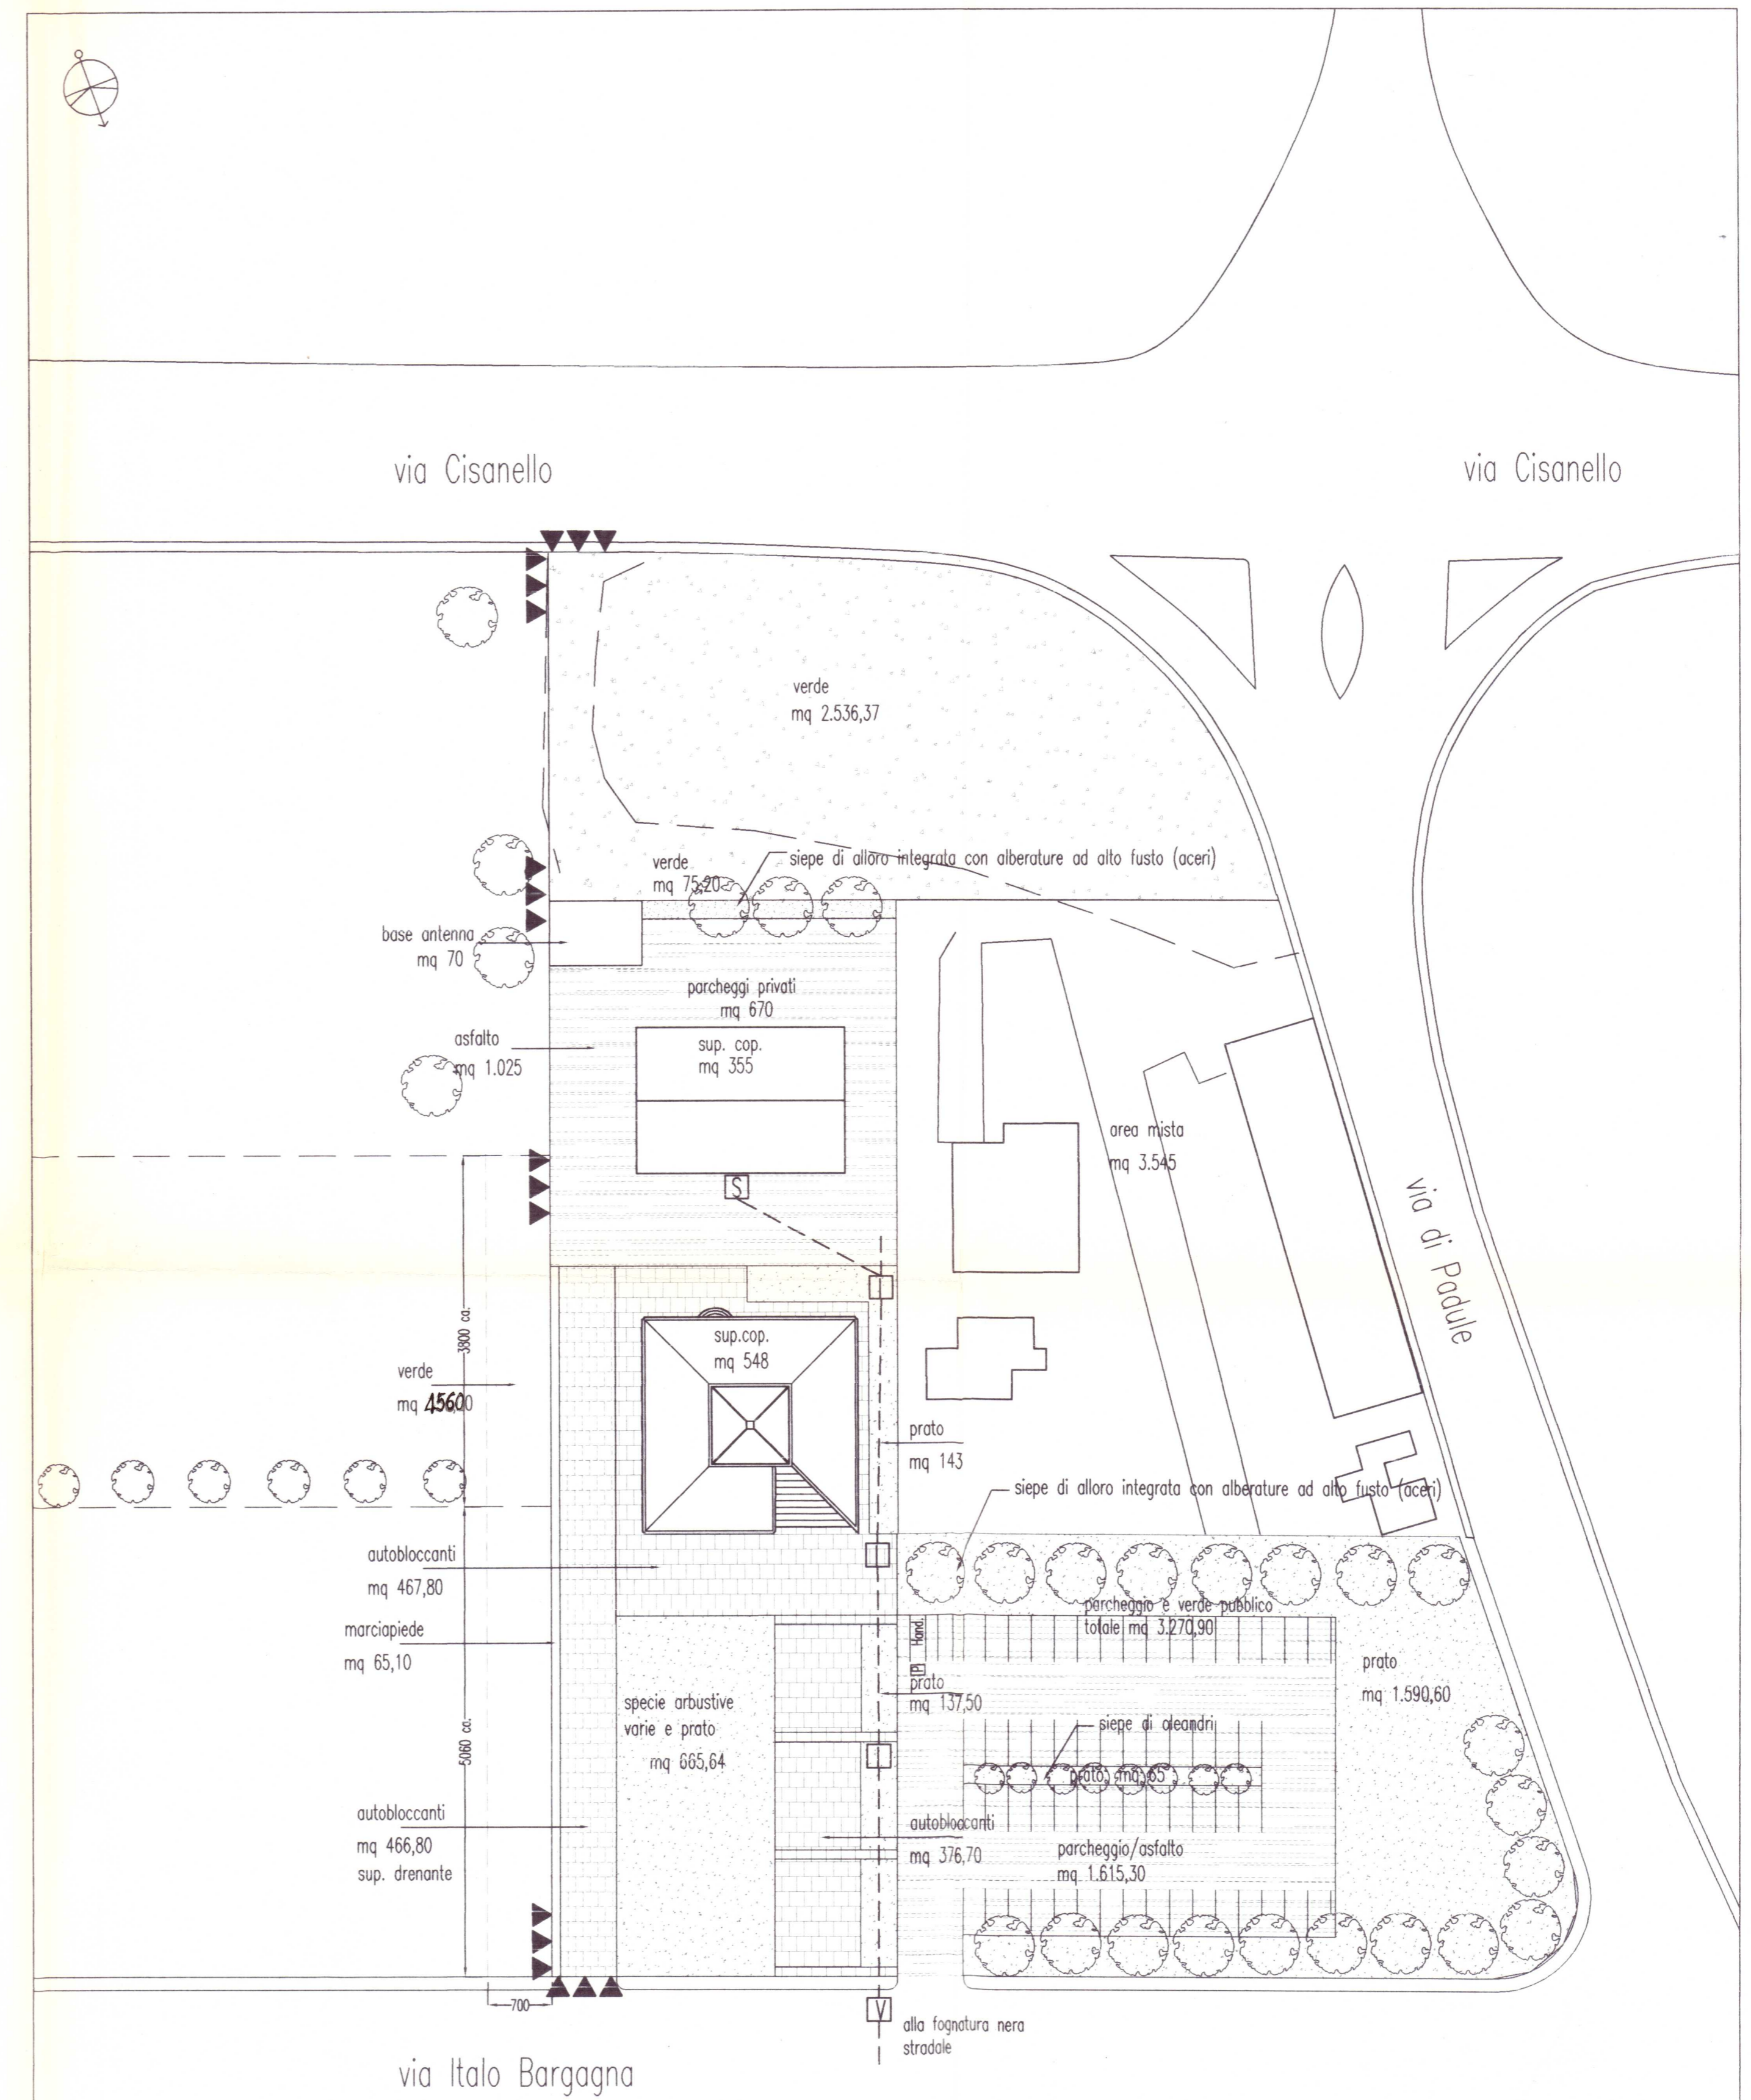 via Cisanello
via Cisanello
verde
mq 2.536,37
verde
mq 75,20
siepe di alloro integrata con alberature ad alto fusto (aceri)
base antenna
mq 70
parcheggi privati
mq 670
asfalto
mq 1.025
sup. cop.
mq 355
area mista
mq 3.545
S
via di Padule
3800 ca.
sup.cop.
mq 548
verde
mq 4560
prato
mq 143
siepe di alloro integrata con alberature ad alto fusto (aceri)
autobloccanti
mq 467,80
parcheggio e verde pubblico
totale mq 3.270,90
marciapiede
mq 65,10
Hand.
P
prato
mq 1.590,60
prato
mq 137,50
specie arbustive
varie e prato
mq 665,64
siepe di oleandri
prato mq 65
5060 ca.
autobloccanti
mq 466,80
sup. drenante
autobloccanti
mq 376,70
parcheggio/asfalto
mq 1.615,30
700
V
alla fognatura nera
stradale
via Italo Bargagna